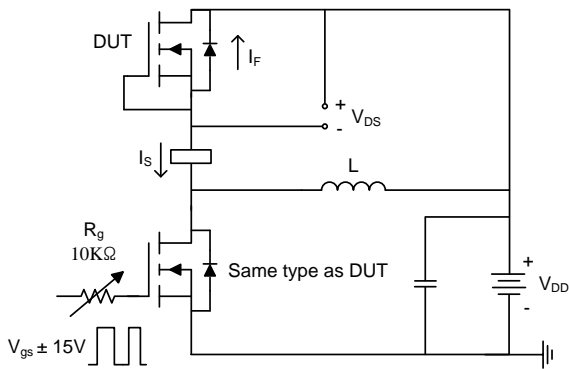 DUT
I_F
+
V_DS
-
I_S
L
R_g
10KΩ
Same type as DUT
+
V_DD
-
V_gs ± 15V